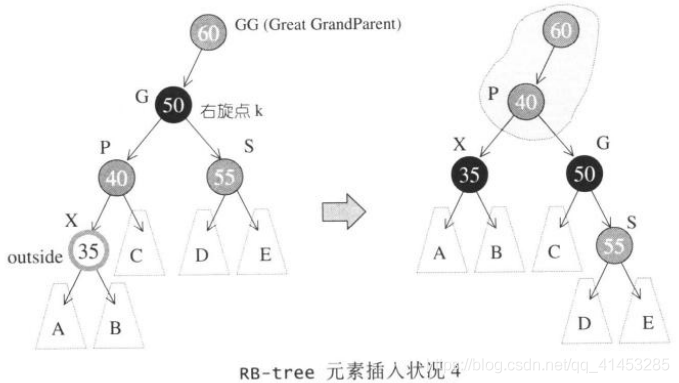 60 GG (Great GrandParent)
G 50 右旋点 k
P 40
S 55
X
outside 35
C
D
E
A
B
60
P 40
X 35
G 50
A
B
C
S 55
D
E
RB-tree 元素插入状况 4
https://blog.csdn.net/qq_41453285